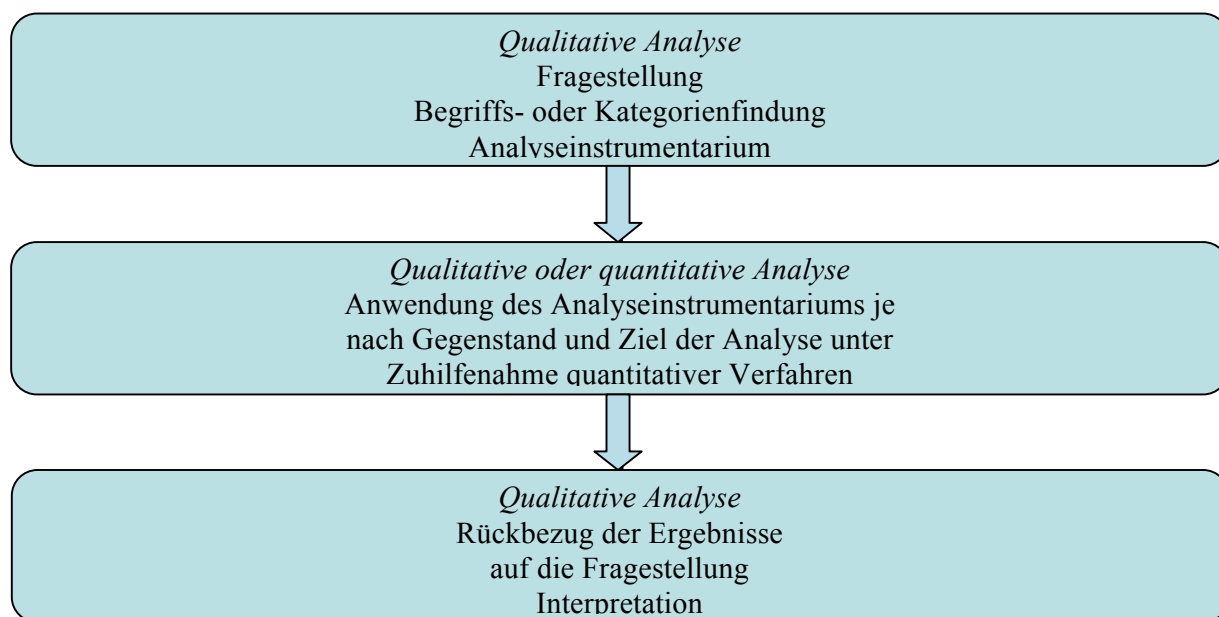 Qualitative Analyse
Fragestellung
Begriffs- oder Kategorienfindung
Analyseinstrumentarium
Qualitative oder quantitative Analyse
Anwendung des Analyseinstrumentariums je
nach Gegenstand und Ziel der Analyse unter
Zuhilfenahme quantitativer Verfahren
Qualitative Analyse
Rückbezug der Ergebnisse
auf die Fragestellung
Interpretation